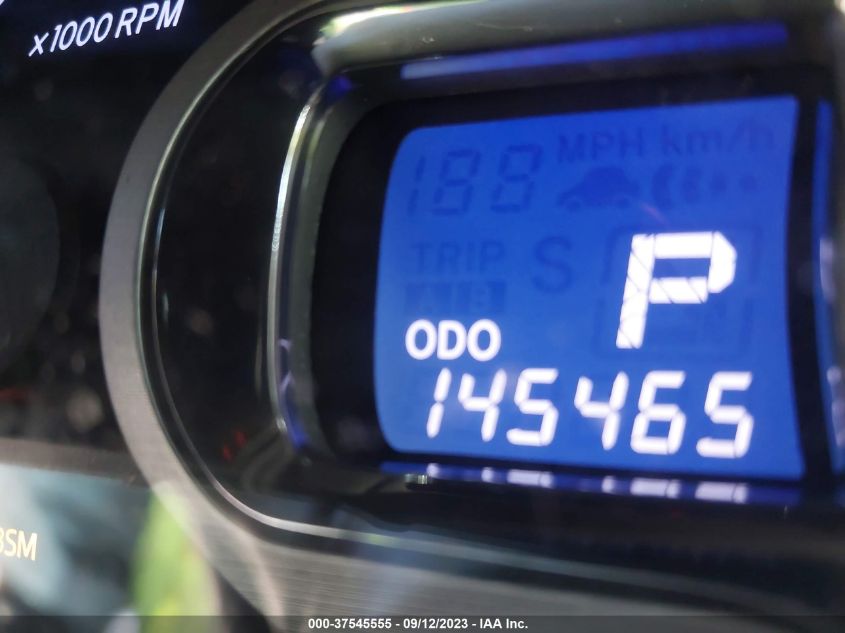 x1000 RPM
188 MPH km/h
TRIP S P
A B
ODO
145465
BSM
000-37545555 - 09/12/2023 - IAA Inc.